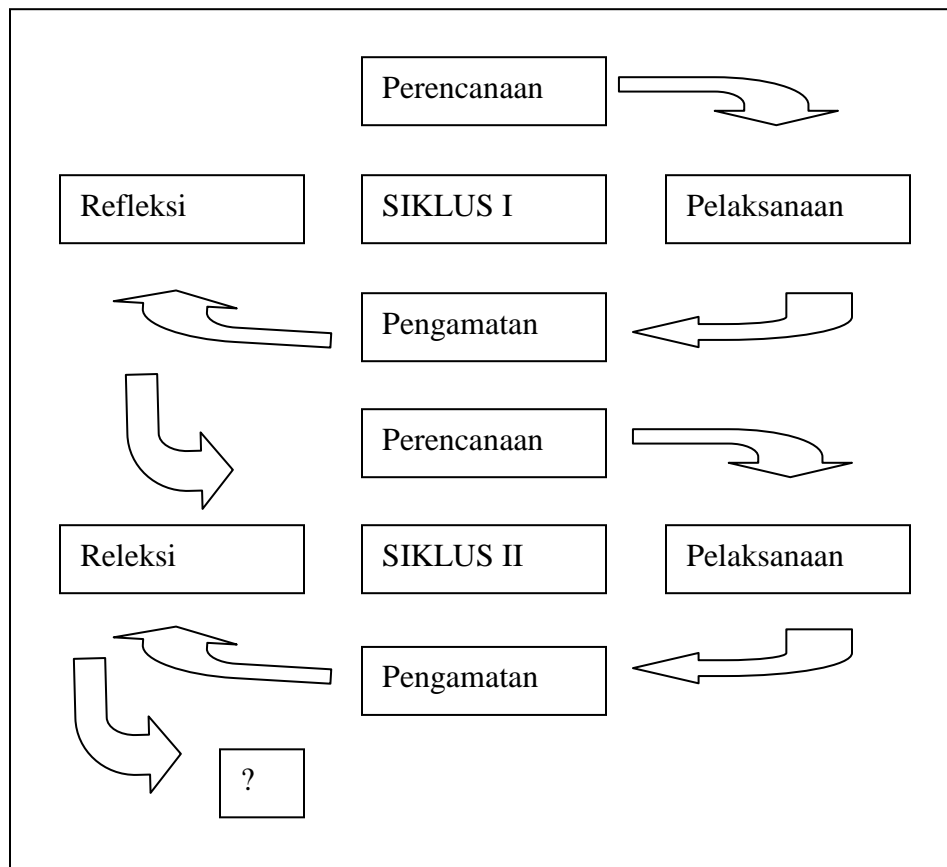 Perencanaan
Refleksi
SIKLUS I
Pelaksanaan
Pengamatan
Perencanaan
Releksi
SIKLUS II
Pelaksanaan
Pengamatan
?